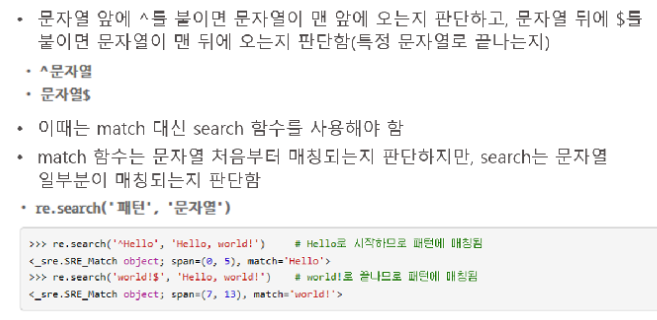 • 문자열 앞에 ^를 붙이면 문자열이 맨 앞에 오는지 판단하고, 문자열 뒤에 $를
붙이면 문자열이 맨 뒤에 오는지 판단함(특정 문자열로 끝나는지)
• ^문자열
• 문자열$
• 이때는 match 대신 search 함수를 사용해야 함
• match 함수는 문자열 처음부터 매칭되는지 판단하지만, search는 문자열
일부분이 매칭되는지 판단함
• re.search('패턴', '문자열')
>>> re.search('^Hello', 'Hello, world!')    # Hello로 시작하므로 패턴에 매칭됨
<_sre.SRE_Match object; span=(0, 5), match='Hello'>
>>> re.search('world!$', 'Hello, world!')    # world!로 끝나므로 패턴에 매칭됨
<_sre.SRE_Match object; span=(7, 13), match='world!'>